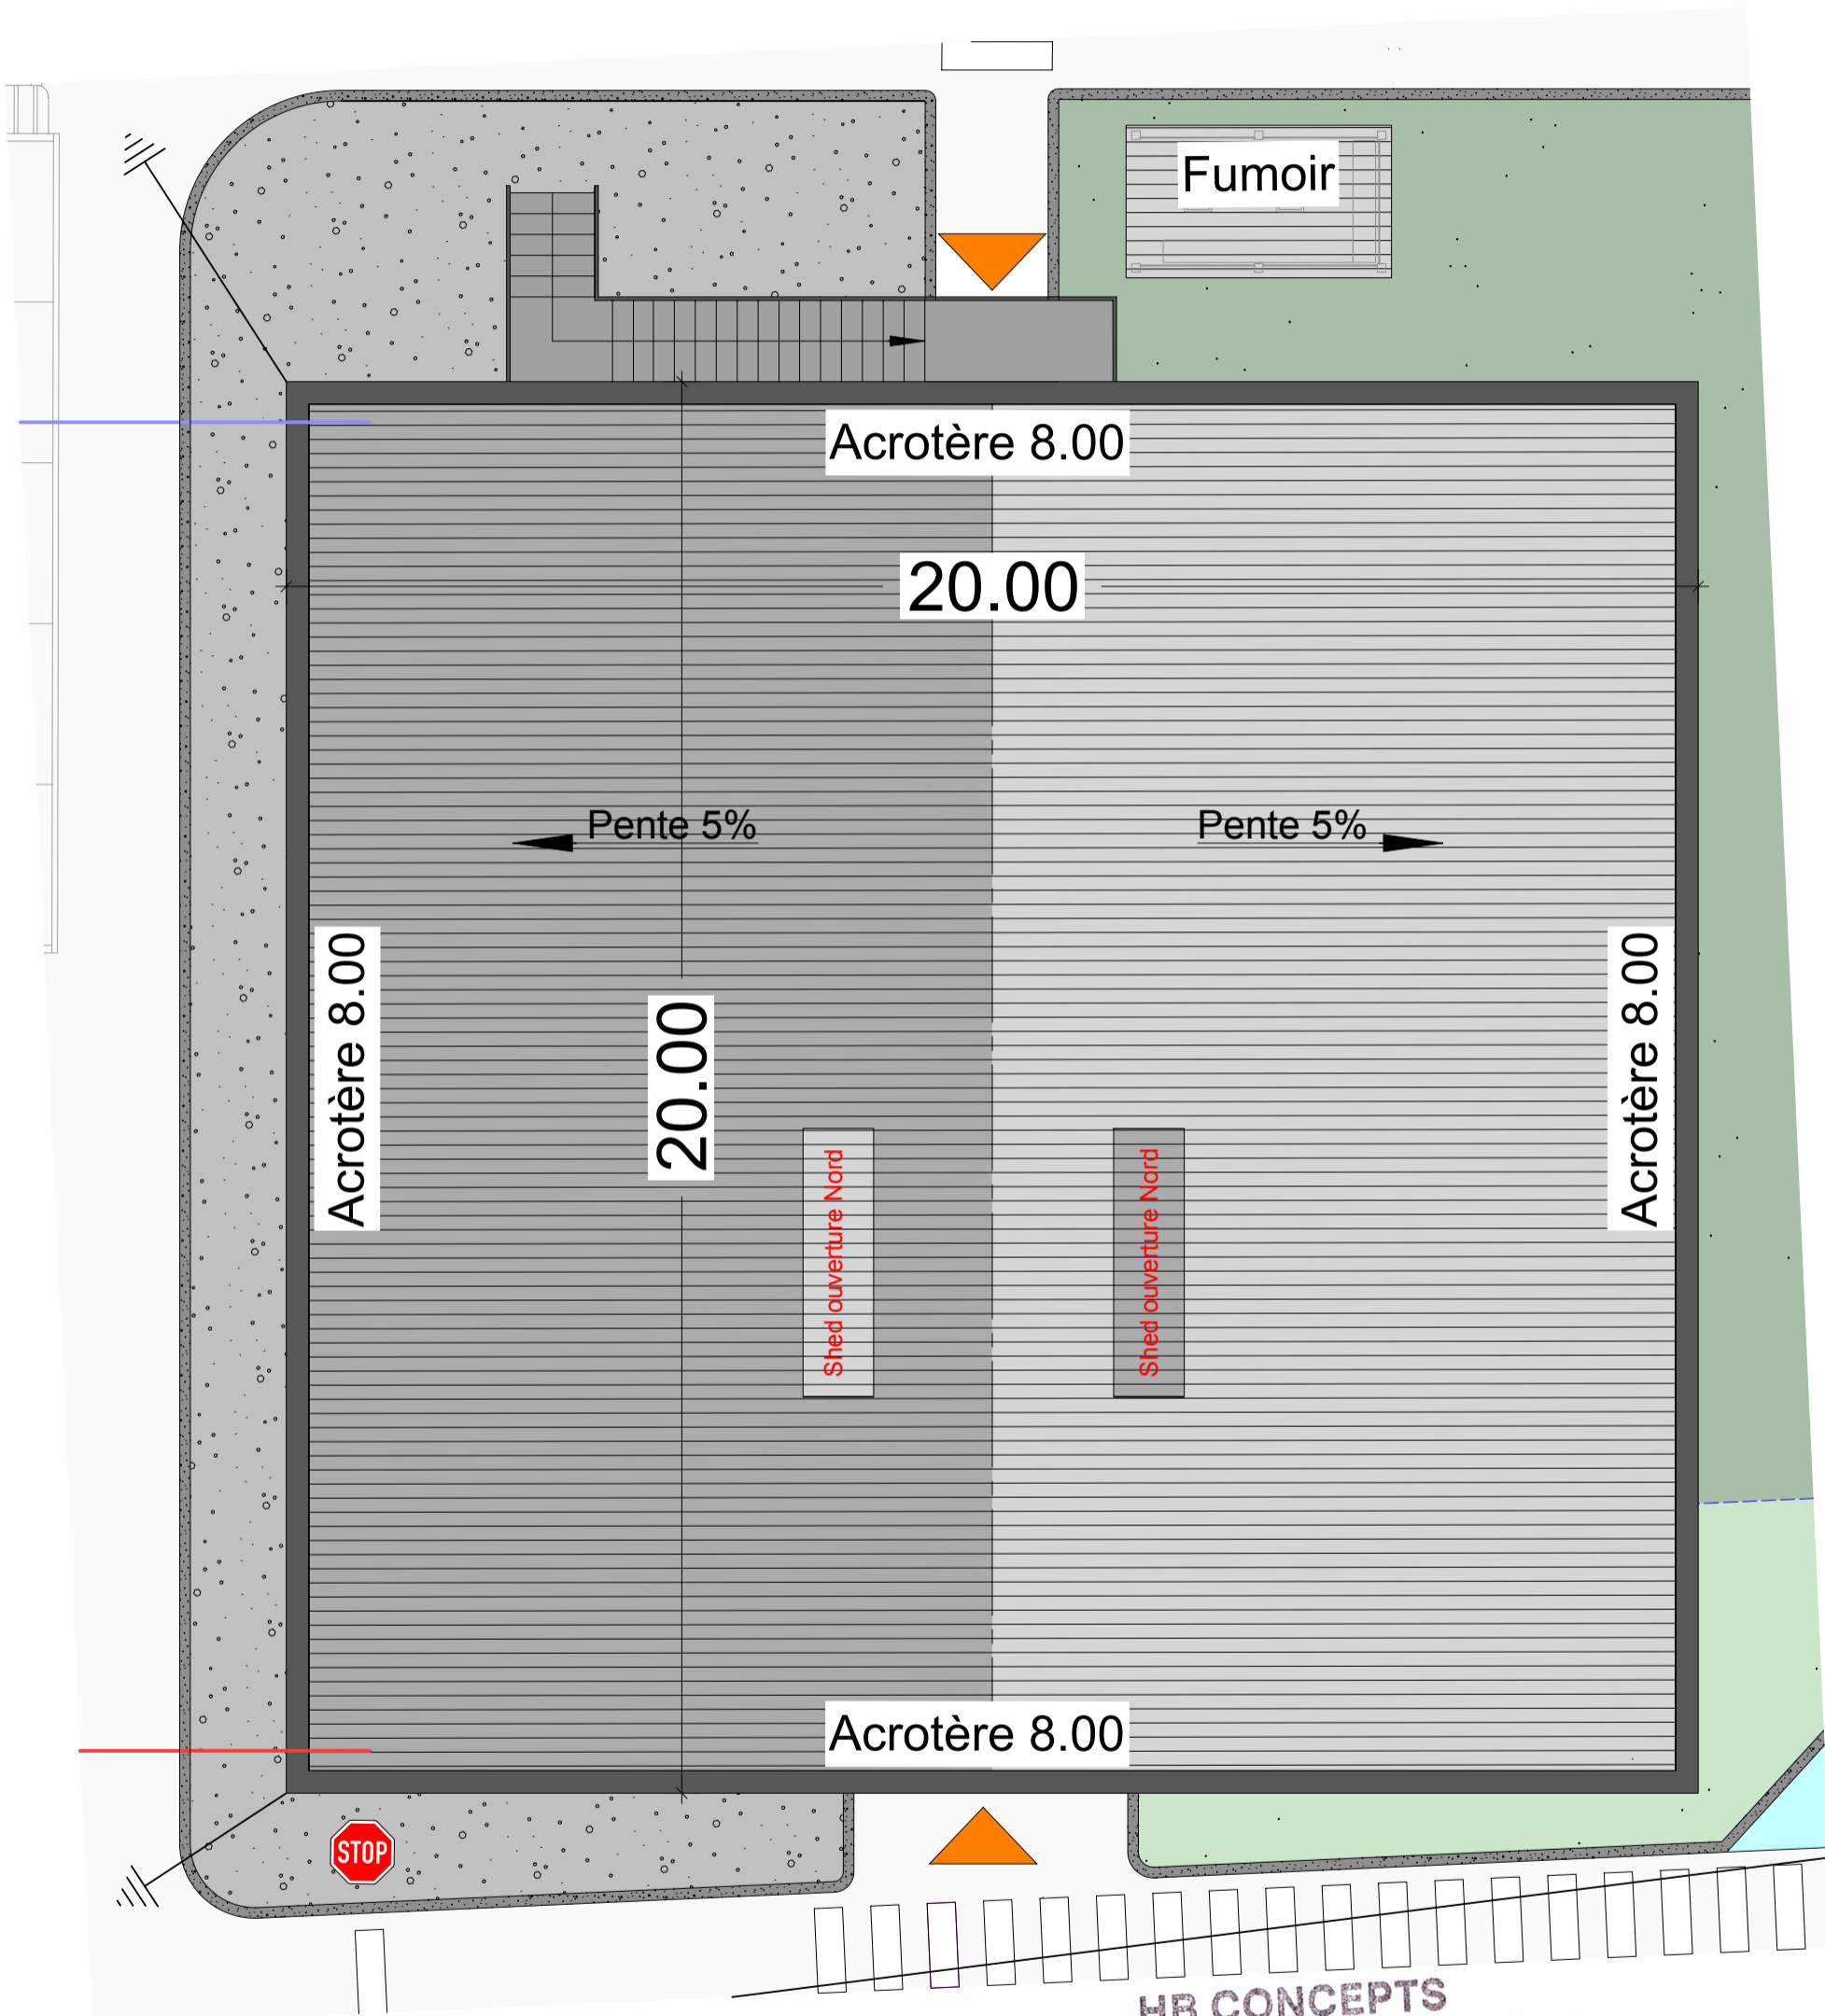 Fumoir
Acrotère 8.00
20.00
Pente 5%
Pente 5%
Acrotère 8.00
20.00
Acrotère 8.00
Shed ouverture Nord
Shed ouverture Nord
Acrotère 8.00
STOP
HB CONCEPTS